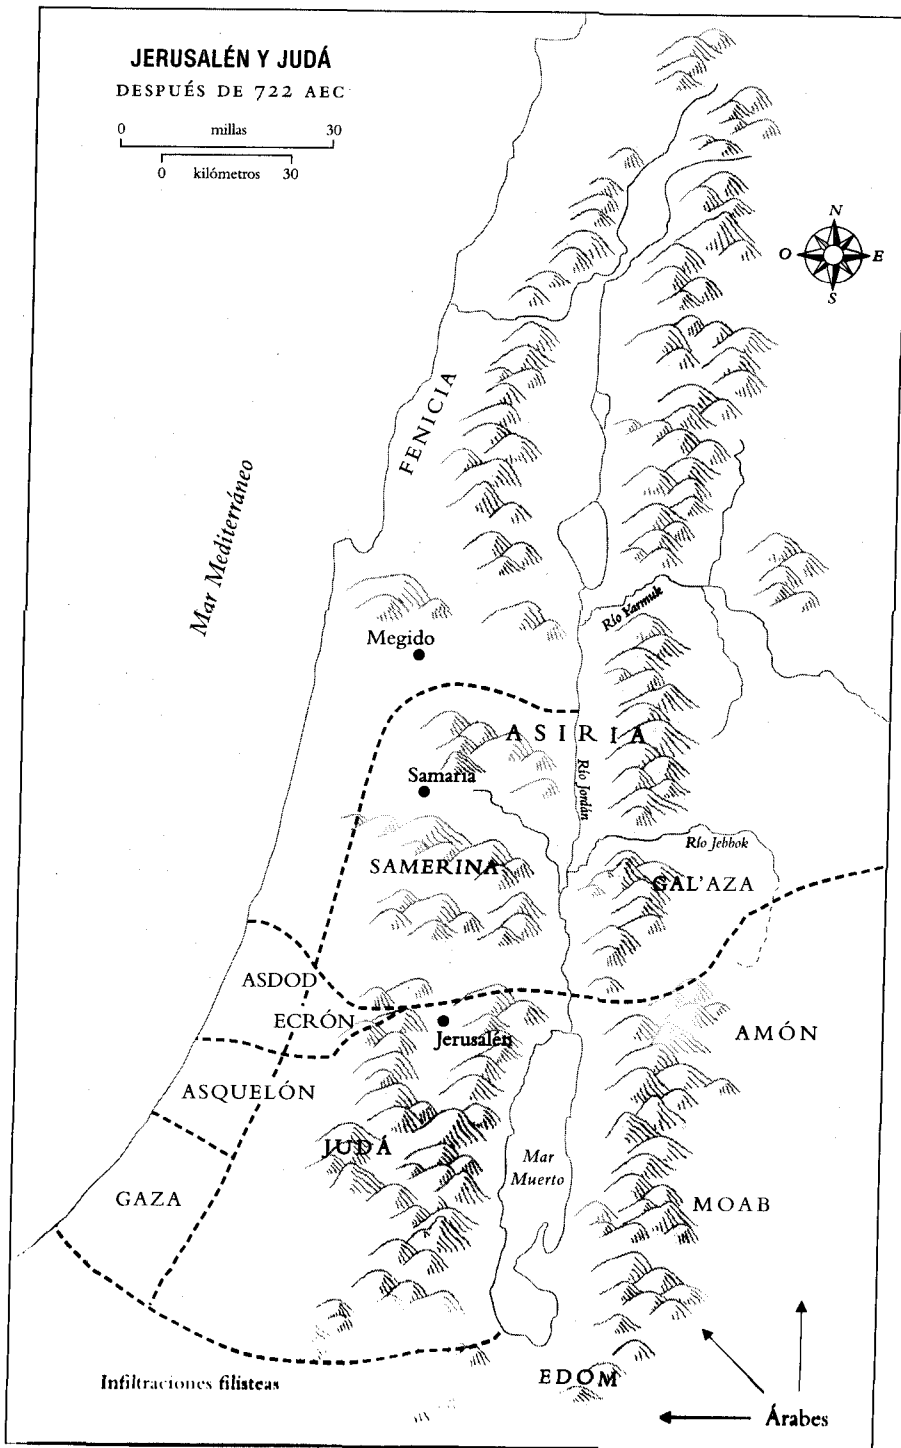 JERUSALÉN Y JUDÁ
DESPUÉS DE 722 AEC
0 millas 30
0 kilómetros 30
N
O E
S
FENICIA
Mar Mediterráneo
Río Yarmuk
Megido
ASIRIA
Río Jordán
Samaria
Río Jebbok
SAMERINA
GAL'AZA
ASDOD
ECRÓN
Jerusalén
AMÓN
ASQUELÓN
JUDÁ
Mar
Muerto
GAZA
MOAB
EDOM
Infiltraciones filisteas
Árabes